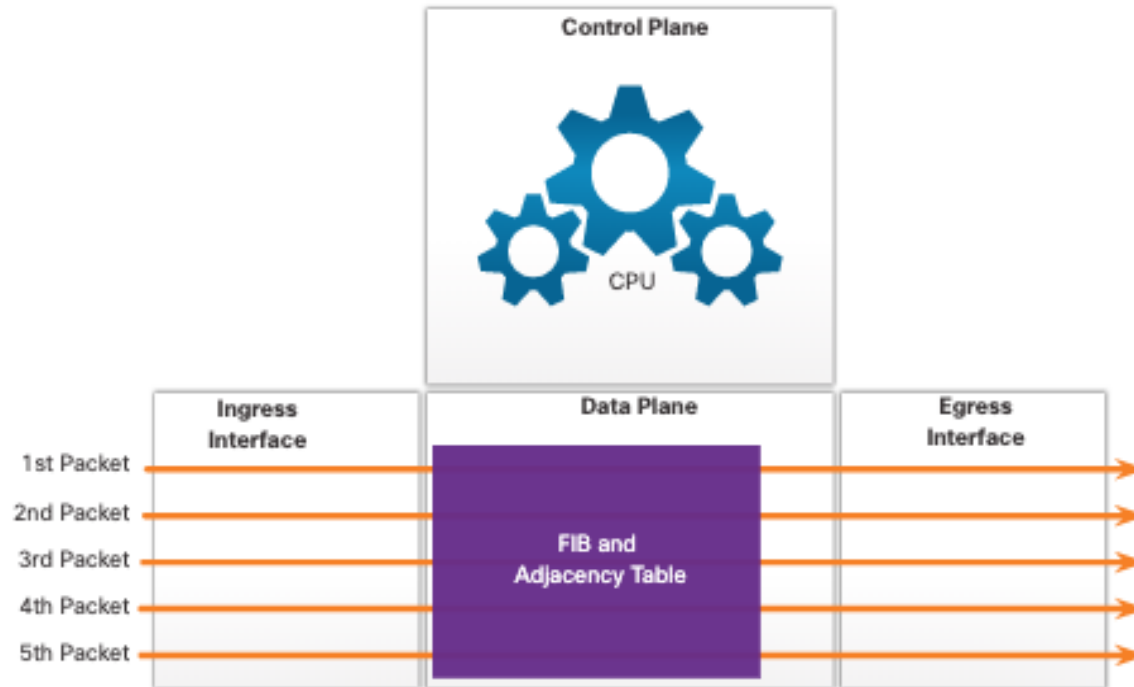 Control Plane
CPU
Ingress
Interface
Data Plane
Egress
Interface
1st Packet
2nd Packet
3rd Packet
4th Packet
5th Packet
FIB and
Adjacency Table